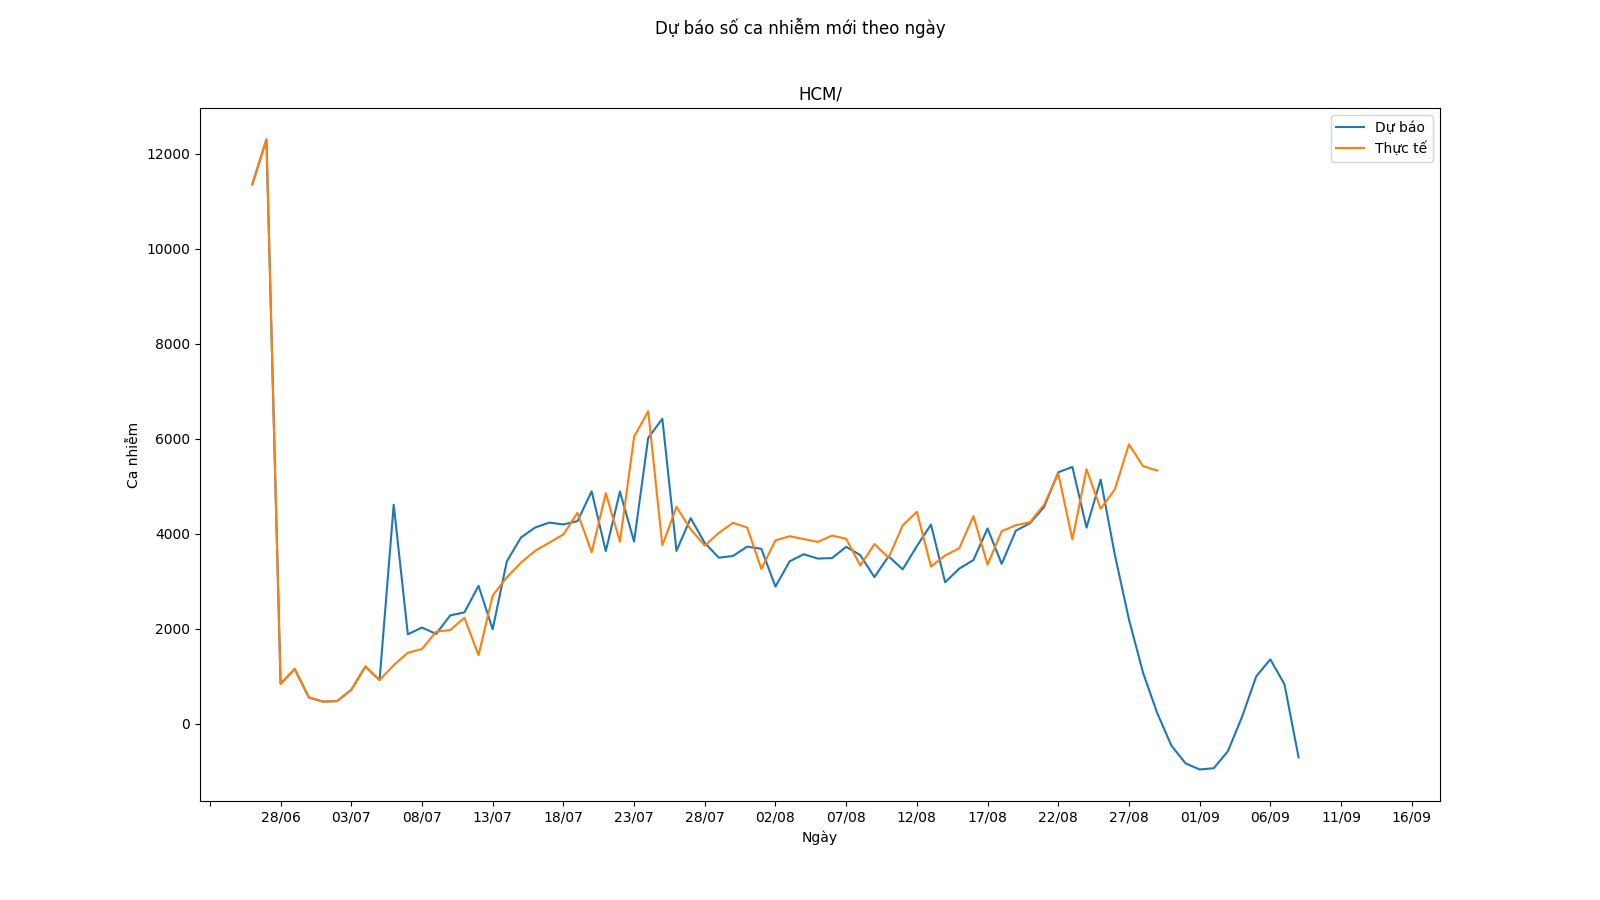 Dự báo số ca nhiễm mới theo ngày
HCM/
Dự báo
Thực tế
12000
10000
8000
6000
4000
2000
0
Ca nhiễm
28/06 03/07 08/07 13/07 18/07 23/07 28/07 02/08 07/08 12/08 17/08 22/08 27/08 01/09 06/09 11/09 16/09
Ngày